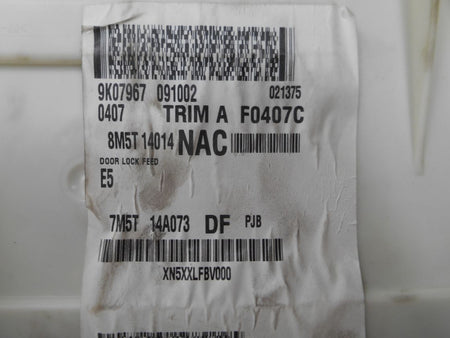 9K07967 091002 021375
0407 TRIM A F0407C
8M5T 14014 NAC
DOOR LOCK FEED
E5
7M5T 14A073 DF PJB
XN5XXLFBV000